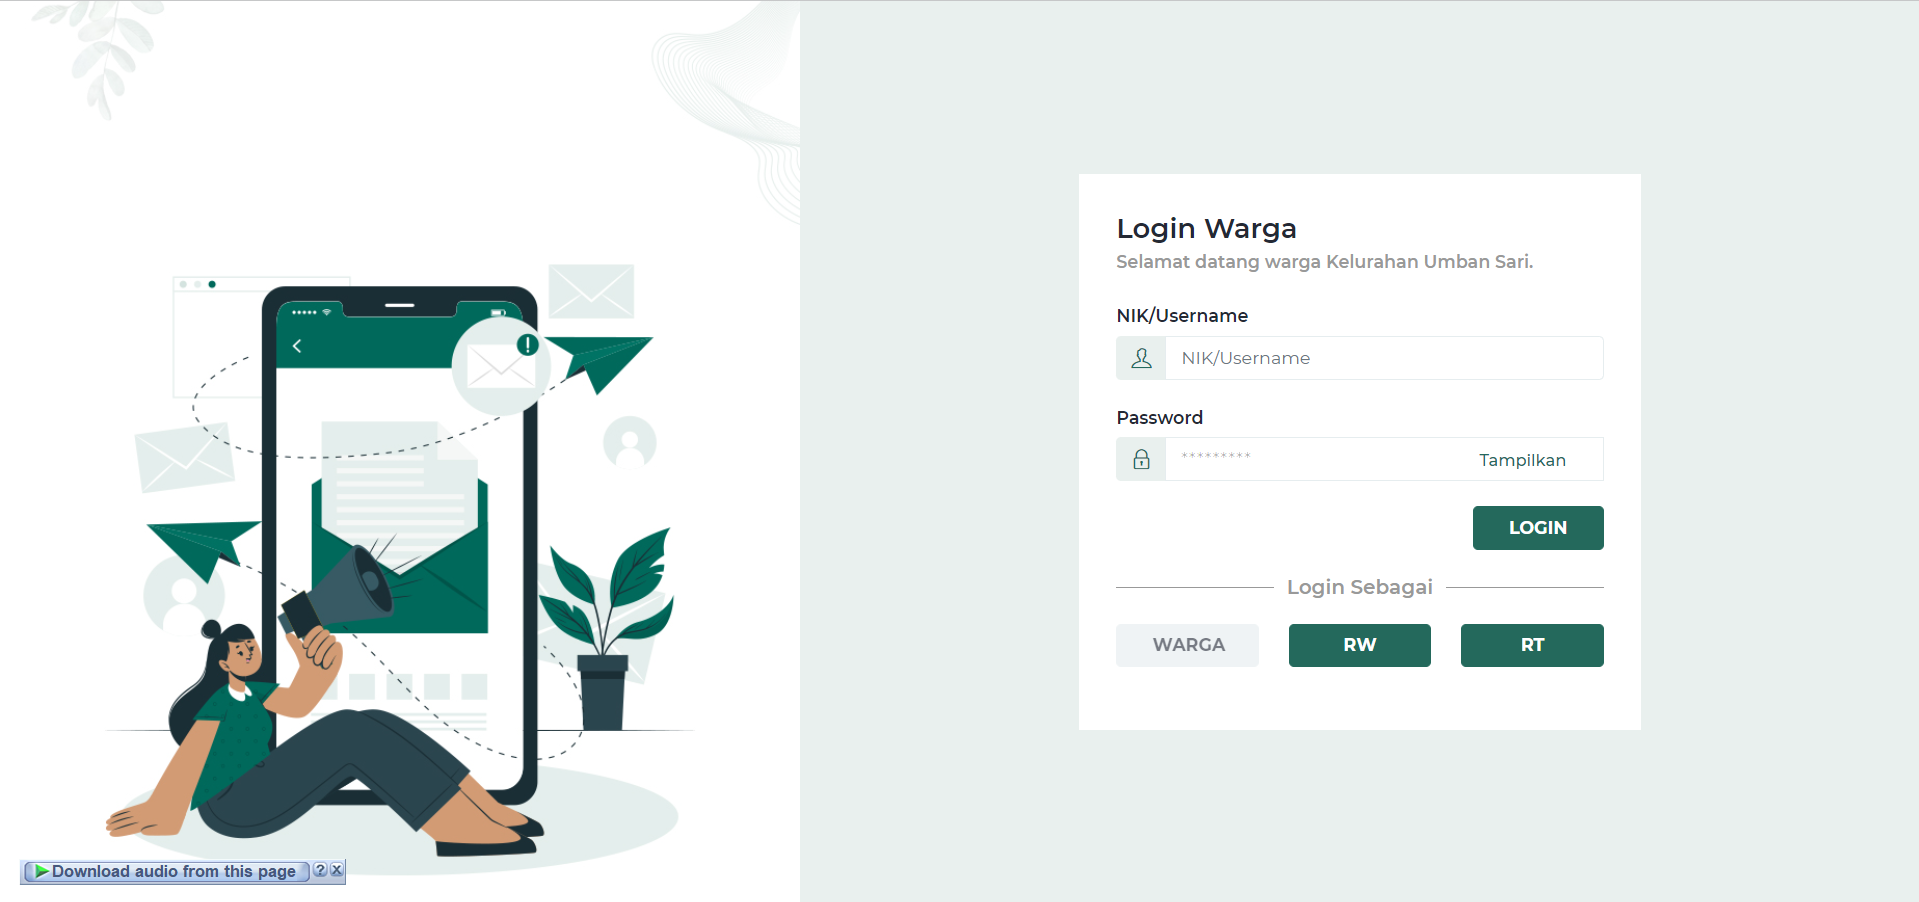 Login Warga
Selamat datang warga Kelurahan Umban Sari.
NIK/Username
NIK/Username
Password
*********
Tampilkan
LOGIN
Login Sebagai
WARGA
RW
RT
Download audio from this page ? x